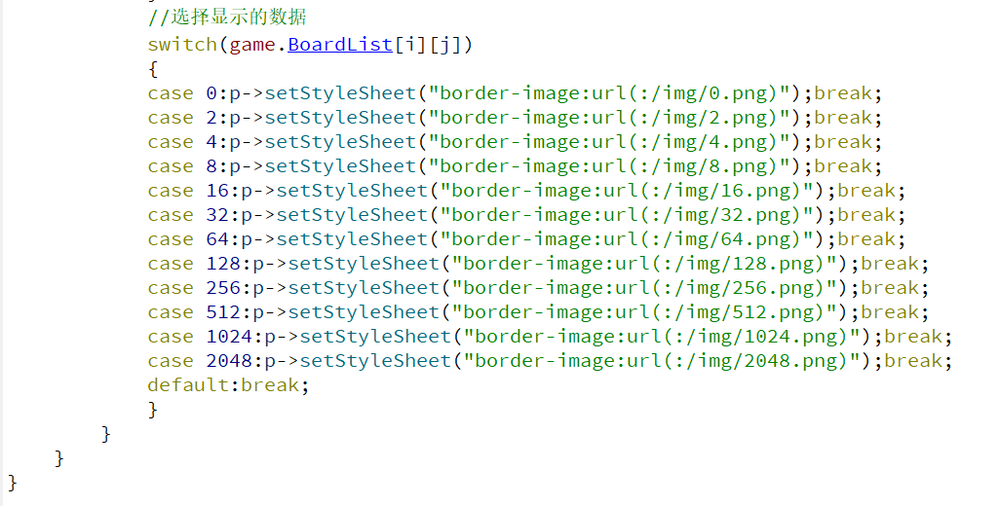 //选择显示的数据
switch(game.BoardList[i][j])
{
case 0:p->setStyleSheet("border-image:url(:/img/0.png)");break;
case 2:p->setStyleSheet("border-image:url(:/img/2.png)");break;
case 4:p->setStyleSheet("border-image:url(:/img/4.png)");break;
case 8:p->setStyleSheet("border-image:url(:/img/8.png)");break;
case 16:p->setStyleSheet("border-image:url(:/img/16.png)");break;
case 32:p->setStyleSheet("border-image:url(:/img/32.png)");break;
case 64:p->setStyleSheet("border-image:url(:/img/64.png)");break;
case 128:p->setStyleSheet("border-image:url(:/img/128.png)");break;
case 256:p->setStyleSheet("border-image:url(:/img/256.png)");break;
case 512:p->setStyleSheet("border-image:url(:/img/512.png)");break;
case 1024:p->setStyleSheet("border-image:url(:/img/1024.png)");break;
case 2048:p->setStyleSheet("border-image:url(:/img/2048.png)");break;
default:break;
}
}
}
}